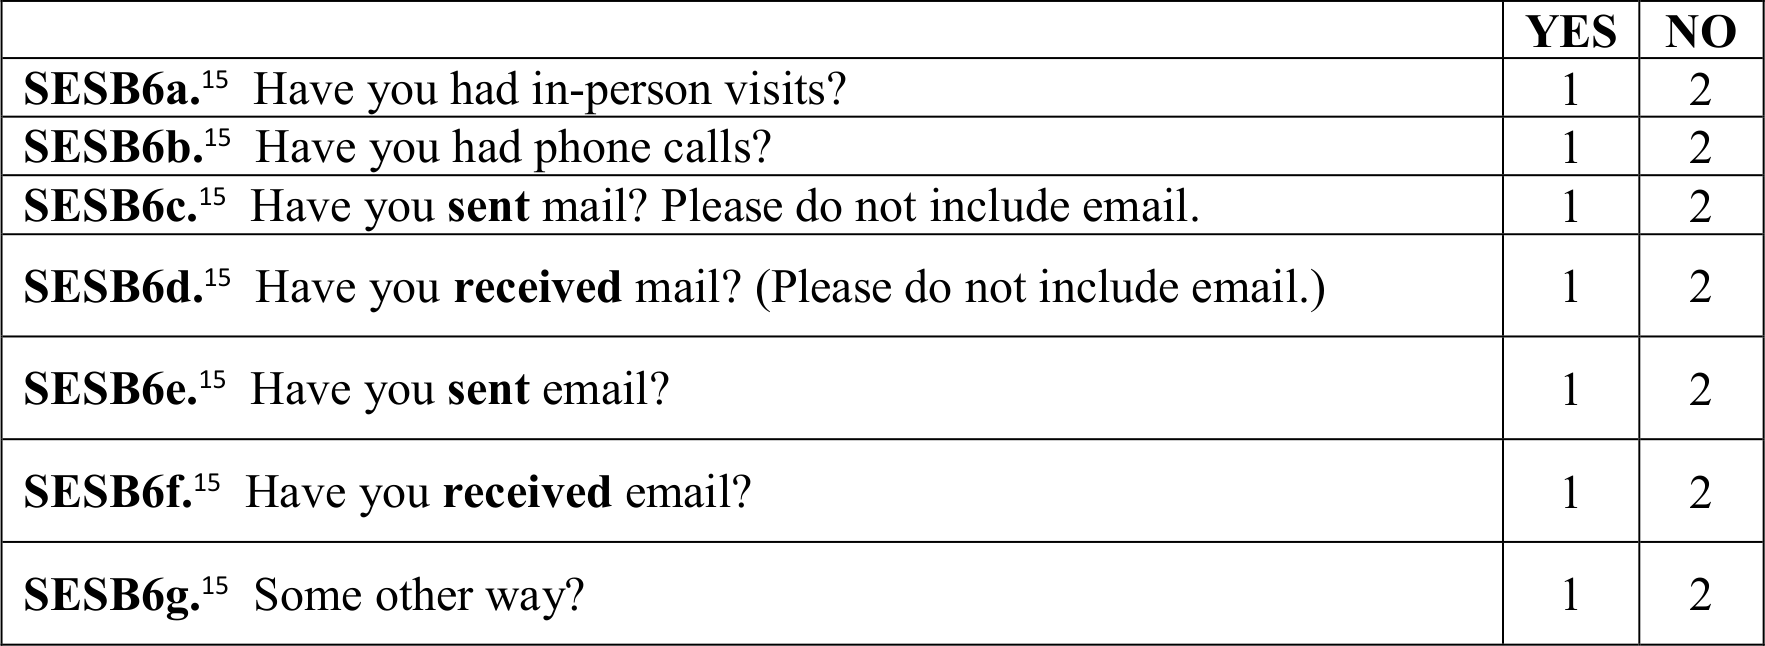 YES NO
SESB6a.15 Have you had in-person visits? 1 2
SESB6b.15 Have you had phone calls? 1 2
SESB6c.15 Have you sent mail? Please do not include email. 1 2
SESB6d.15 Have you received mail? (Please do not include email.) 1 2
SESB6e.15 Have you sent email? 1 2
SESB6f.15 Have you received email? 1 2
SESB6g.15 Some other way? 1 2